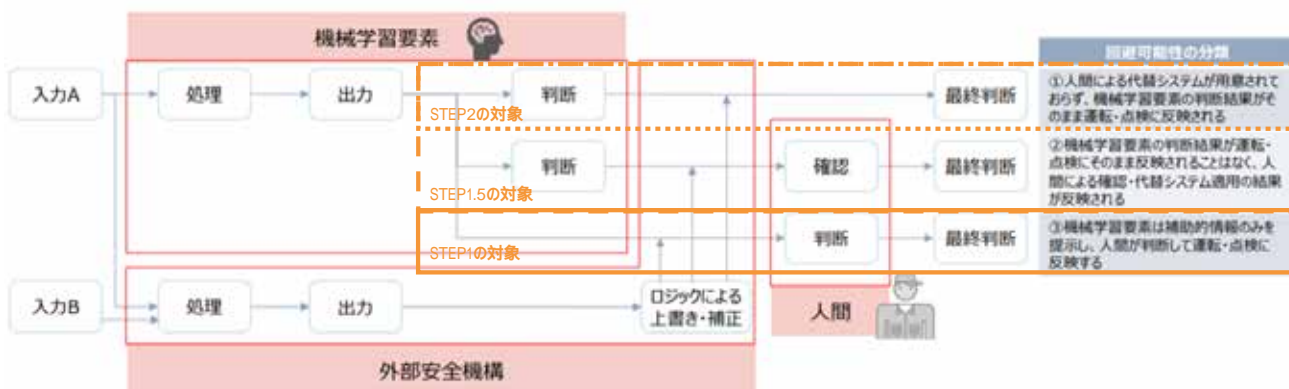 機械学習要素
回避可能性の分類
入力A
処理
出力
判断
最終判断
STEP2の対象
①人間による代替システムが用意されて
おらず、機械学習要素の判断結果がそ
のまま運転・点検に反映される
判断
確認
最終判断
STEP1.5の対象
②機械学習要素の判断結果が運転・
点検にそのまま反映されることはなく、人
間による確認・代替システム適用の結果
が反映される
判断
最終判断
STEP1の対象
③機械学習要素は補助的情報のみを
提示し、人間が判断して運転・点検に
反映する
入力B
処理
出力
ロジックによる
上書き・補正
人間
外部安全機構